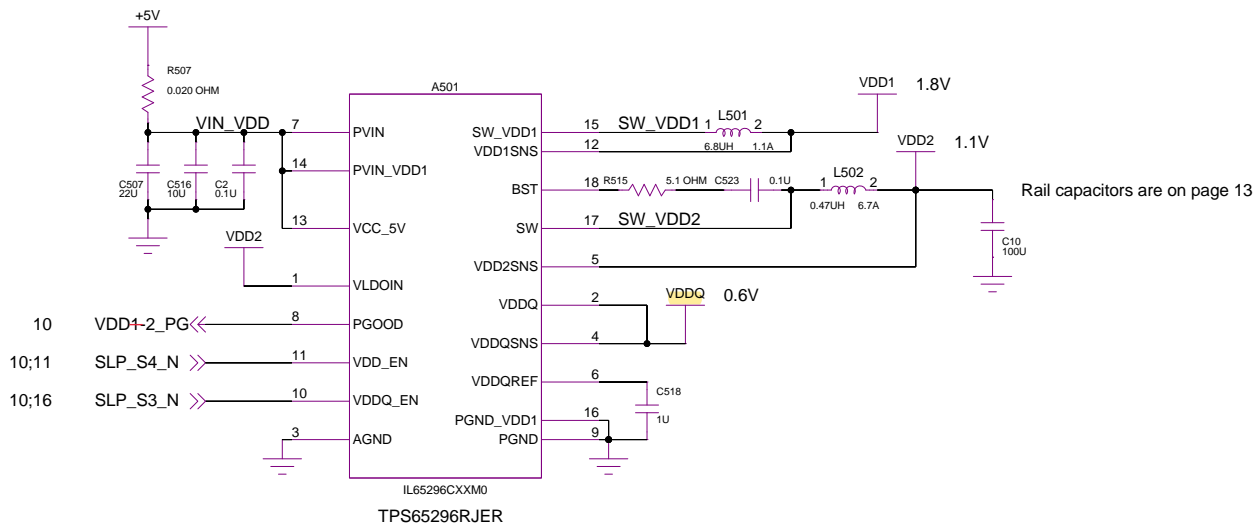 +5V
R507
0.020 OHM
VIN_VDD
C507
22U
C516
10U
C2
0.1U
VDD2
10 VDD1-2_PG
10;11 SLP_S4_N
10;16 SLP_S3_N
A501
7 PVIN
14 PVIN_VDD1
13 VCC_5V
1 VLDOIN
8 PGOOD
11 VDD_EN
10 VDDQ_EN
3 AGND
SW_VDD1 15 SW_VDD1
VDD1SNS 12
BST 18
SW 17 SW_VDD2
VDD2SNS 5
VDDQ 2
VDDQSNS 4
VDDQREF 6
PGND_VDD1 16
PGND 9
L501
1 2
6.8UH 1.1A
VDD1 1.8V
VDD2 1.1V
R515 5.1 OHM C523 0.1U
L502
1 2
0.47UH 6.7A
Rail capacitors are on page 13
C10
100U
VDDQ 0.6V
C518
1U
IL65296CXXM0
TPS65296RJER